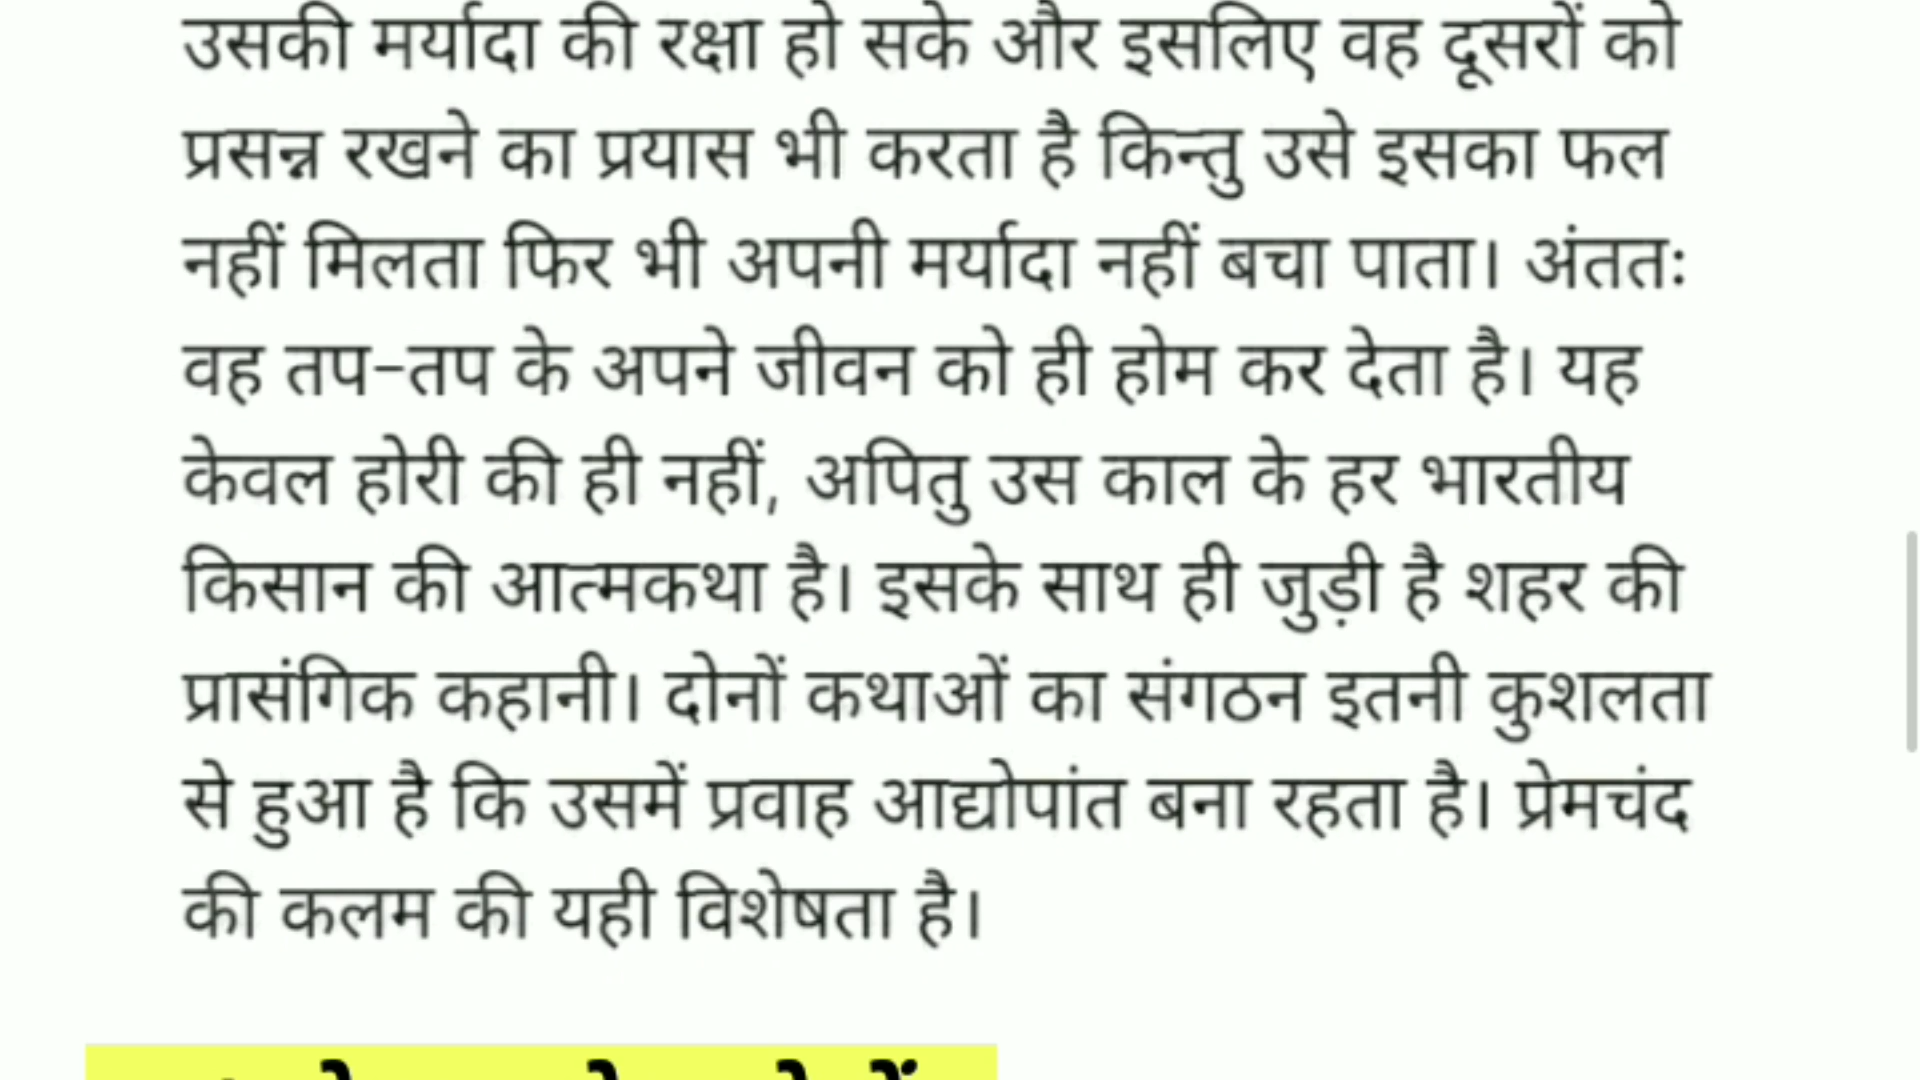 उसकी मर्यादा की रक्षा हो सके और इसलिए वह दूसरों को
प्रसन्न रखने का प्रयास भी करता है किन्तु उसे इसका फल
नहीं मिलता फिर भी अपनी मर्यादा नहीं बचा पाता। अंततः
वह तप-तप के अपने जीवन को ही होम कर देता है। यह
केवल होरी की ही नहीं, अपितु उस काल के हर भारतीय
किसान की आत्मकथा है। इसके साथ ही जुड़ी है शहर की
प्रासंगिक कहानी। दोनों कथाओं का संगठन इतनी कुशलता
से हुआ है कि उसमें प्रवाह आद्योपांत बना रहता है। प्रेमचंद
की कलम की यही विशेषता है।